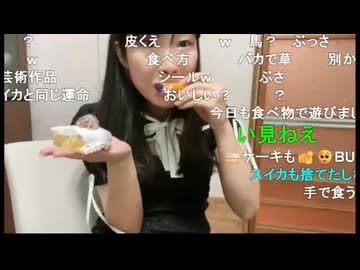 ? 皮くえ w 馬? ぶっさ
w 食べ方 バカで草 別か
芸術作品 シールw ぶさ
イカと同じ運命 おいしい? ?
今日も食べ物で遊びまし
い見ねえ
🍰ケーキも🫵🥺BU
スイカも捨てたしな
手で食う